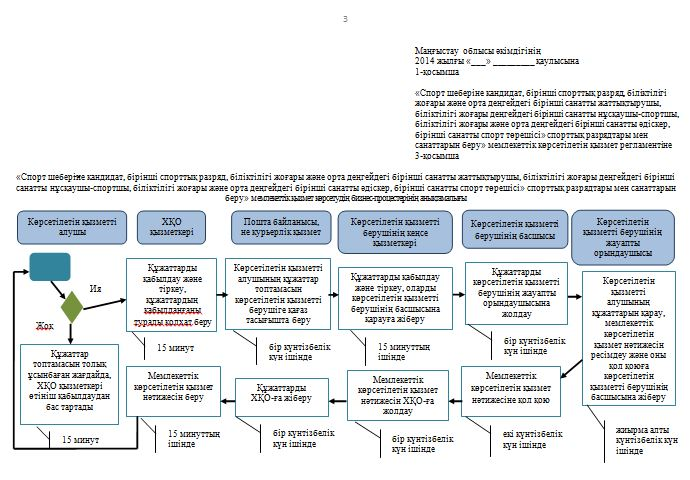 3
Маңғыстау облысы әкімдігінің
2014 жылғы «___» _________ қаулысына
1-қосымша
«Спорт шеберіне кандидат, бірінші спорттық разряд, біліктілігі
жоғары және орта деңгейдегі бірінші санатты жаттықтырушы,
біліктілігі жоғары және орта деңгейдегі бірінші санатты нұсқаушы-спортшы,
біліктілігі жоғары және орта деңгейдегі бірінші санатты әдіскер,
бірінші санатты спорт төрешісі» спорттық разрядтары мен
санаттарын беру» мемлекеттік көрсетілетін қызмет регламентіне
3-қосымша
«Спорт шеберіне кандидат, бірінші спорттық разряд, біліктілігі жоғары және орта деңгейдегі бірінші санатты жаттықтырушы, біліктілігі жоғары және орта деңгейдегі бірінші
санатты нұсқаушы-спортшы, біліктілігі жоғары және орта деңгейдегі бірінші санатты әдіскер, бірінші санатты спорт төрешісі» спорттық разрядтары мен санаттарын
беру» мемлекеттік қызмет көрсетудің бизнес-процестерінің анықтамалығы
Көрсетілетін қызметті
алушы
ХҚО
қызметкері
Пошта байланысы,
не курьерлік қызмет
Көрсетілетін қызметті
берушінің кеңсе
қызметкері
Көрсетілетін қызметті
берушінің басшысы
Көрсетілетін
қызметті берушінің
жауапты
орындаушысы
Ия
Жоқ
Құжаттарды
қабылдау және
тіркеу,
құжаттардың
қабылданғаны
туралы қолхат беру
15 минут
Көрсетілетін қызметті
алушының құжаттар
топтамасын
көрсетілетін қызметті
берушіге қағаз
тасығышта беру
бір күнтізбелік
күн ішінде
Құжаттарды қабылдау
және тіркеу, оларды
көрсетілетін қызметті
берушінің басшысына
қарауға жіберу
15 минуттың
ішінде
Құжаттарды
көрсетілетін қызметті
берушінің жауапты
орындаушысына
жолдау
бір күнтізбелік
күн ішінде
Көрсетілетін
қызметті
алушының
құжаттарын қарау,
мемлекеттік
көрсетілетін
қызмет нәтижесін
ресімдеу және оны
қол қоюға
көрсетілетін
қызметті берушінің
басшысына жіберу
жиырма алты
күнтізбелік күн
ішінде
Құжаттар
топтамасын толық
ұсынбаған жағдайда,
ХҚО қызметкері
өтініш қабылдаудан
бас тартады
15 минут
Мемлекеттік
көрсетілетін қызмет
нәтижесін беру
15 минуттың
ішінде
Құжаттарды
ХҚО-ға жіберу
бір күнтізбелік
күн ішінде
Мемлекеттік
көрсетілетін қызмет
нәтижесін ХҚО-ға
жолдау
бір күнтізбелік
күн ішінде
Мемлекеттік
көрсетілетін қызмет
нәтижесіне қол қою
екі күнтізбелік
күн ішінде